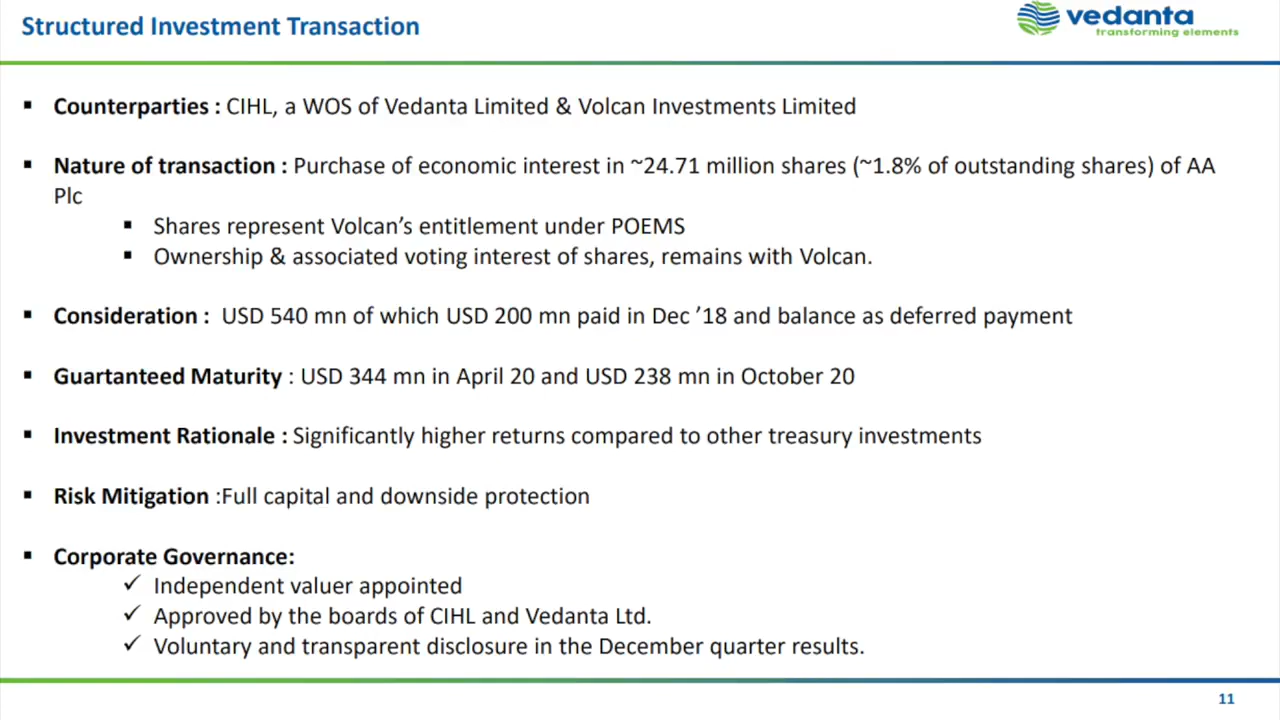 Structured Investment Transaction
vedanta
transforming elements
▪ Counterparties : CIHL, a WOS of Vedanta Limited & Volcan Investments Limited
▪ Nature of transaction : Purchase of economic interest in ~24.71 million shares (~1.8% of outstanding shares) of AA
Plc
▪ Shares represent Volcan’s entitlement under POEMS
▪ Ownership & associated voting interest of shares, remains with Volcan.
▪ Consideration : USD 540 mn of which USD 200 mn paid in Dec ’18 and balance as deferred payment
▪ Guartanteed Maturity : USD 344 mn in April 20 and USD 238 mn in October 20
▪ Investment Rationale : Significantly higher returns compared to other treasury investments
▪ Risk Mitigation :Full capital and downside protection
▪ Corporate Governance:
✓ Independent valuer appointed
✓ Approved by the boards of CIHL and Vedanta Ltd.
✓ Voluntary and transparent disclosure in the December quarter results.
11